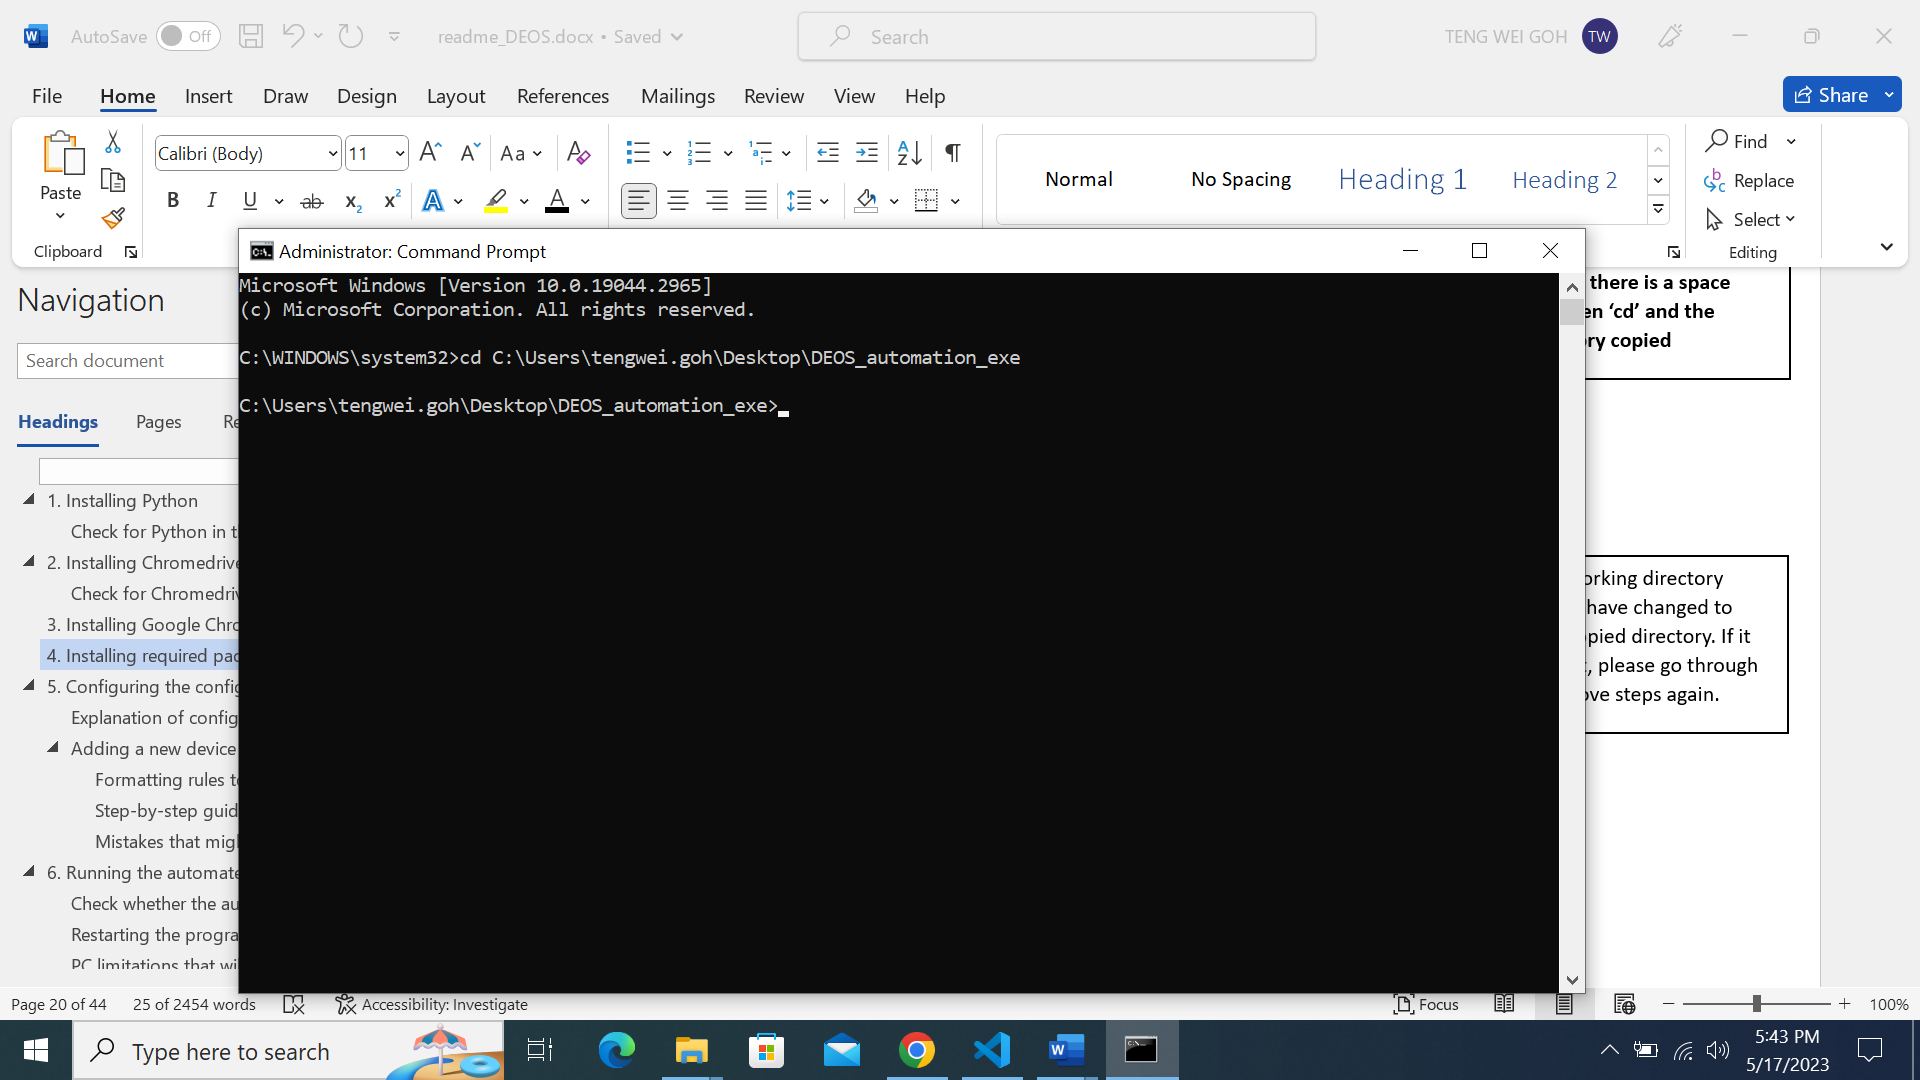 AutoSave Off readme_DEOS.docx • Saved Search TENG WEI GOH TW
File Home Insert Draw Design Layout References Mailings Review View Help Share
Paste Calibri (Body) 11 Normal No Spacing Heading 1 Heading 2 Find Replace Select
Clipboard Editing
Administrator: Command Prompt
Microsoft Windows [Version 10.0.19044.2965]
(c) Microsoft Corporation. All rights reserved.
C:\WINDOWS\system32>cd C:\Users\tengwei.goh\Desktop\DEOS_automation_exe
C:\Users\tengwei.goh\Desktop\DEOS_automation_exe>
there is a space
en ‘cd’ and the
ry copied
orking directory
have changed to
pied directory. If it
, please go through
ve steps again.
Navigation
Search document
Headings Pages Re
1. Installing Python
Check for Python in t
2. Installing Chromedrive
Check for Chromedriv
3. Installing Google Chro
4. Installing required pac
5. Configuring the config
Explanation of config
Adding a new device
Formatting rules to
Step-by-step guid
Mistakes that migh
6. Running the automate
Check whether the au
Restarting the progra
PC limitations that wi
Page 20 of 44 25 of 2454 words Accessibility: Investigate Focus 100%
Type here to search
5:43 PM
5/17/2023